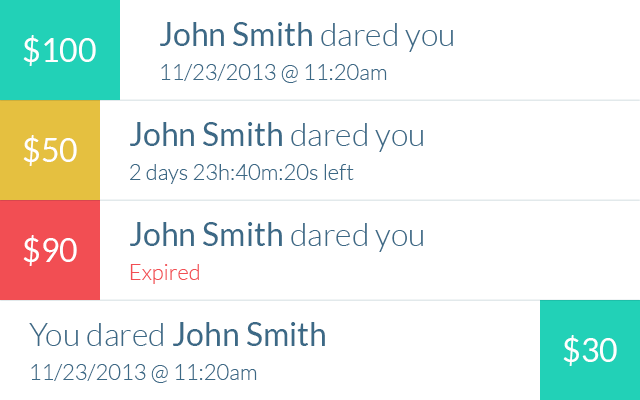 $100
John Smith dared you
11/23/2013 @ 11:20am
$50
John Smith dared you
2 days 23h:40m:20s left
$90
John Smith dared you
Expired
You dared John Smith
11/23/2013 @ 11:20am
$30